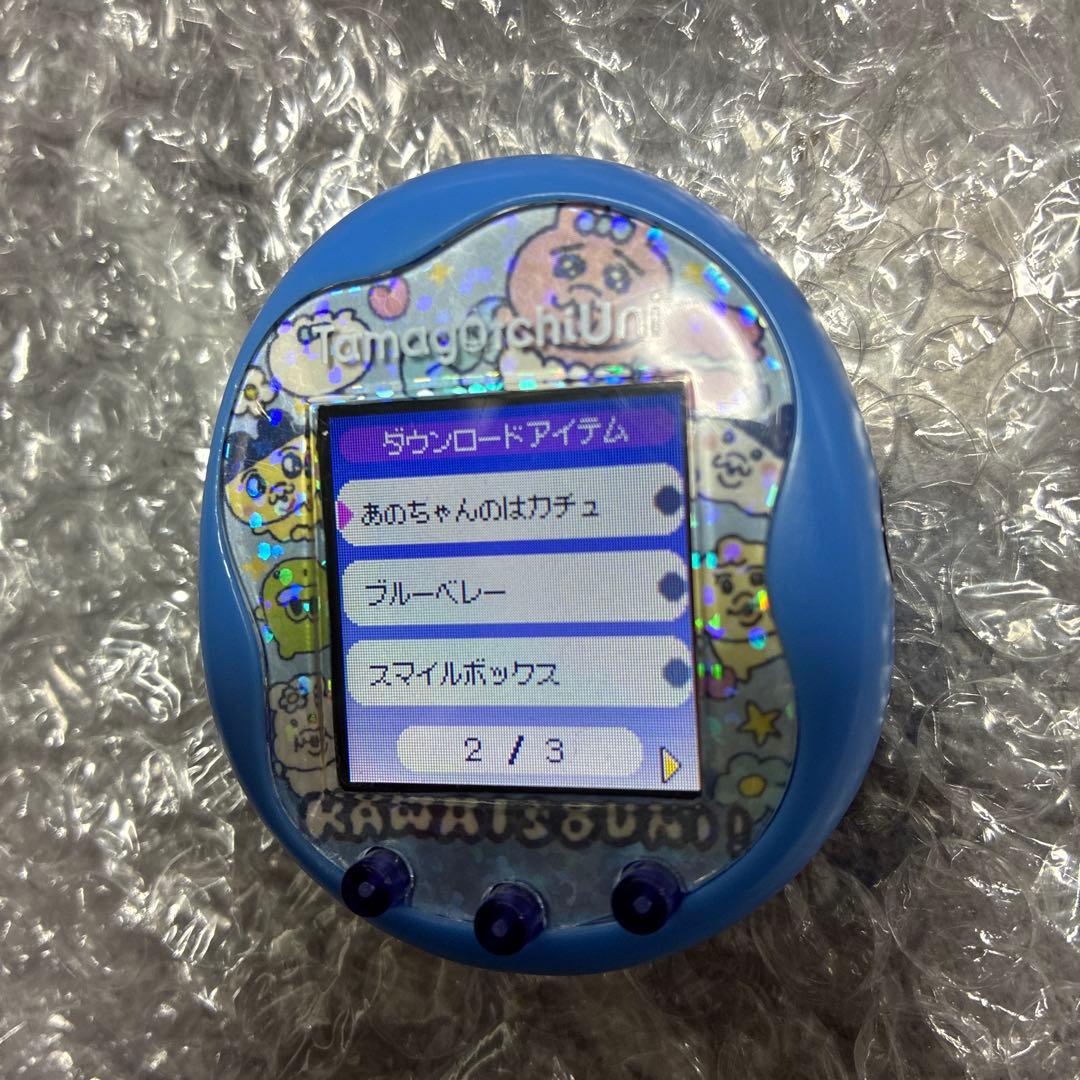 TamagotchiUni
ダウンロードアイテム
あのちゃんのはカチュ
ブルーベレー
スマイルボックス
2 / 3
KAWAISOUNI!